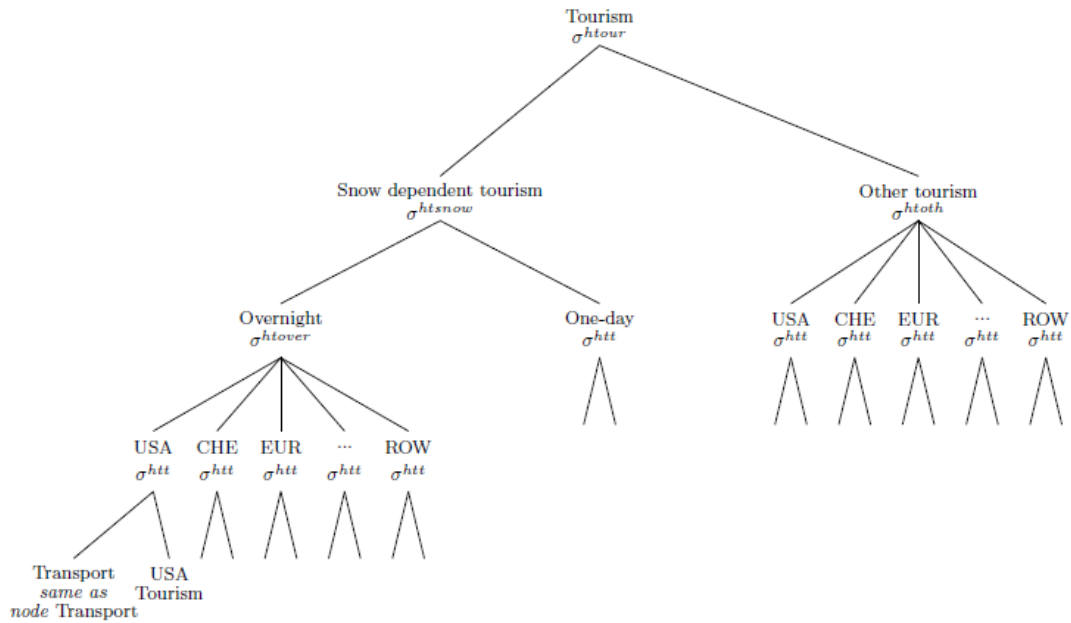 Tourism
σ^{htour}
Snow dependent tourism
σ^{htsnow}
Other tourism
σ^{htoth}
Overnight
σ^{htover}
One-day
σ^{htt}
USA CHE EUR ... ROW
σ^{htt} σ^{htt} σ^{htt} σ^{htt} σ^{htt}
USA CHE EUR ... ROW
σ^{htt} σ^{htt} σ^{htt} σ^{htt} σ^{htt}
Transport
same as
node Transport
USA
Tourism